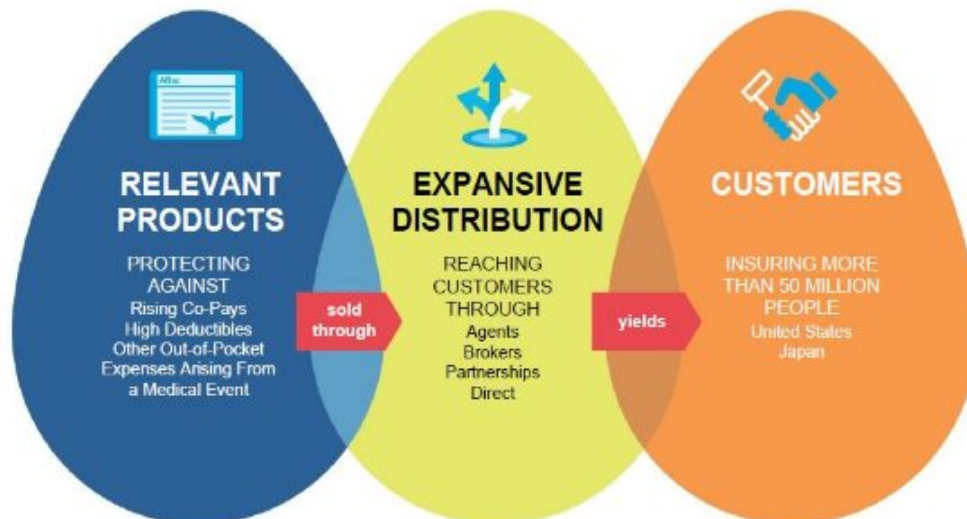 Aflac
RELEVANT
PRODUCTS
PROTECTING
AGAINST
Rising Co-Pays
High Deductibles
Other Out-of-Pocket
Expenses Arising From
a Medical Event
sold
through
EXPANSIVE
DISTRIBUTION
REACHING
CUSTOMERS
THROUGH
Agents
Brokers
Partnerships
Direct
yields
CUSTOMERS
INSURING MORE
THAN 50 MILLION
PEOPLE
United States
Japan